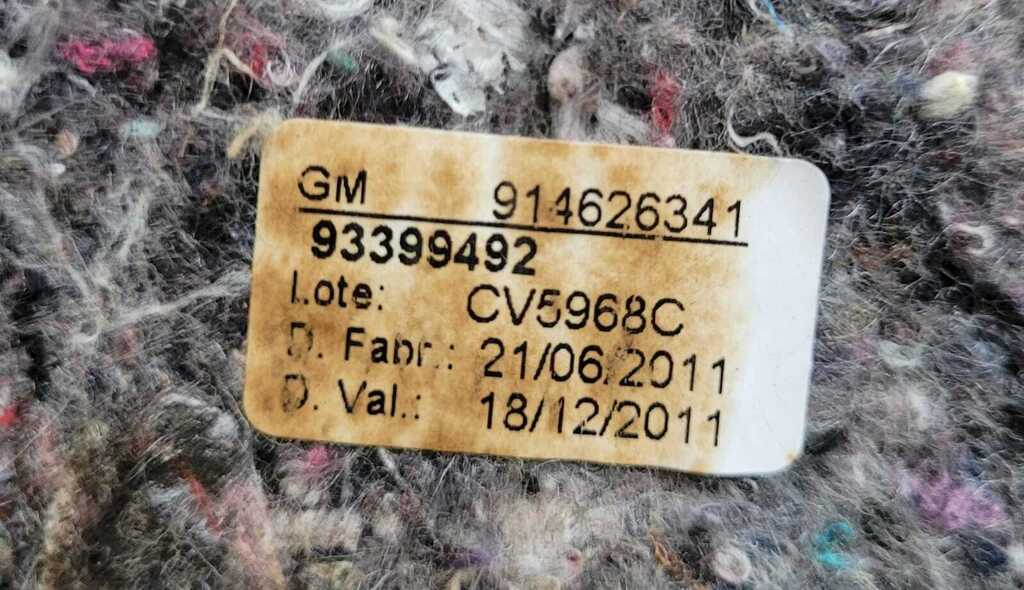 GM 914626341
93399492
Lote: CV5968C
D. Fabr.: 21/06/2011
D. Val.: 18/12/2011